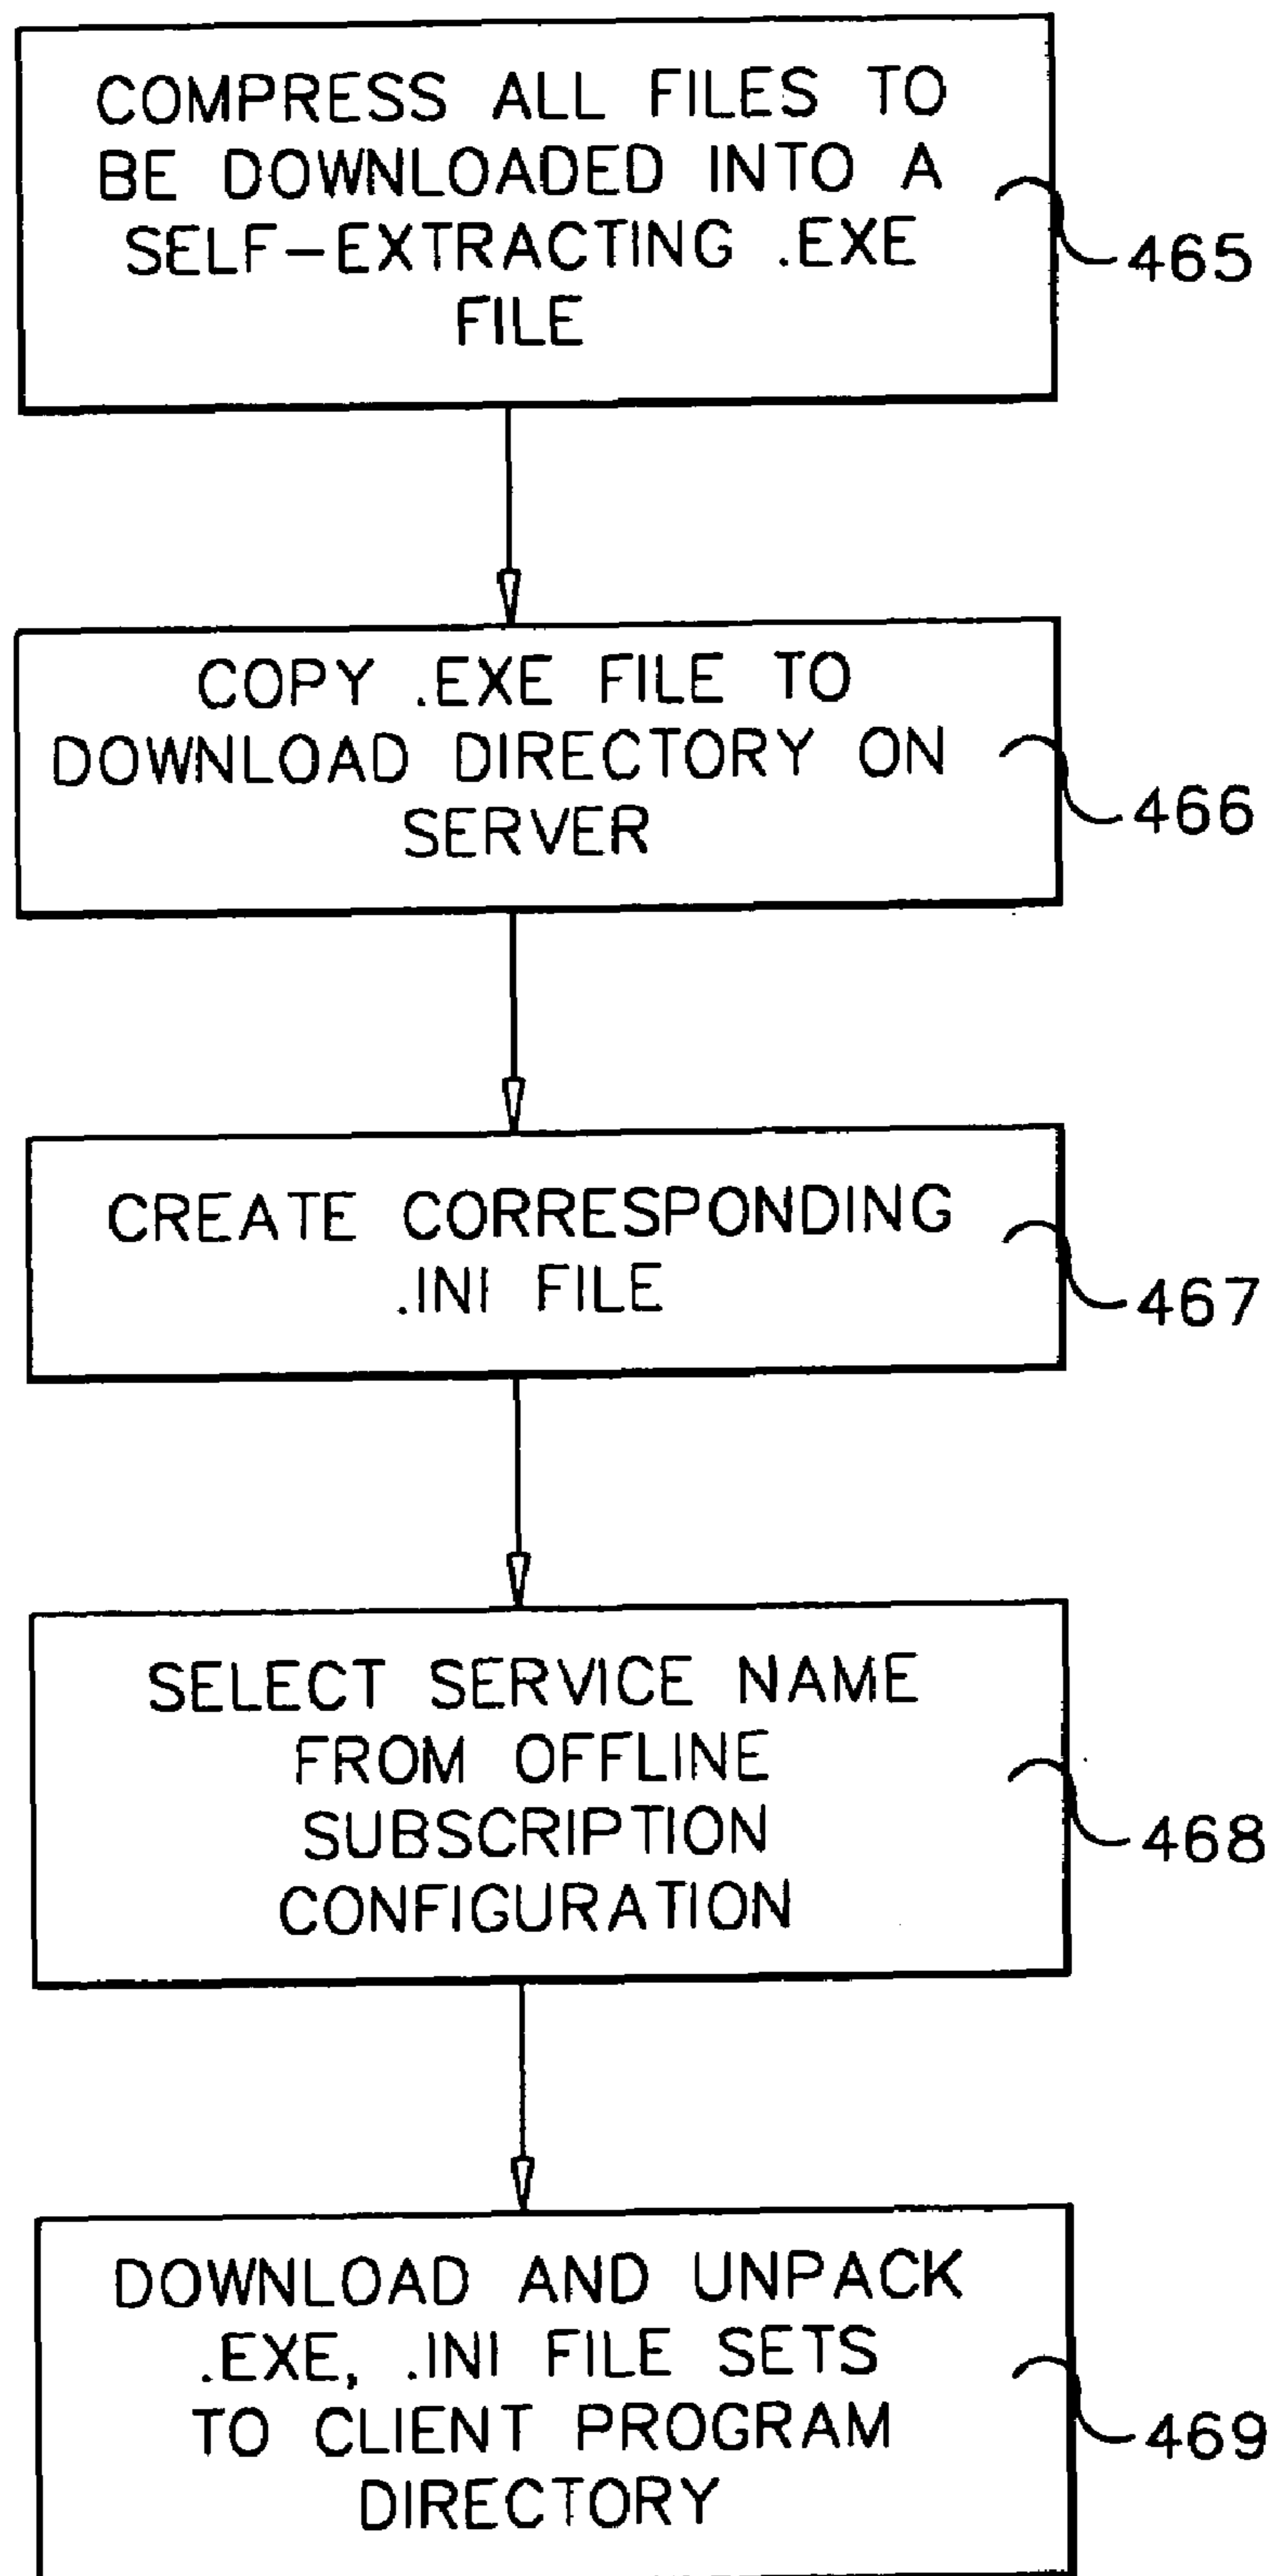 COMPRESS ALL FILES TO
BE DOWNLOADED INTO A
SELF-EXTRACTING .EXE
FILE
465
COPY .EXE FILE TO
DOWNLOAD DIRECTORY ON
SERVER
466
CREATE CORRESPONDING
.INI FILE
467
SELECT SERVICE NAME
FROM OFFLINE
SUBSCRIPTION
CONFIGURATION
468
DOWNLOAD AND UNPACK
.EXE, .INI FILE SETS
TO CLIENT PROGRAM
DIRECTORY
469